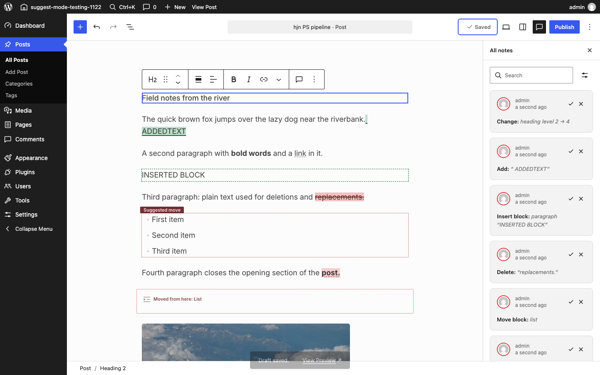 suggest-mode-testing-1122
Ctrl+K
0
New
View Post
admin
Dashboard
Posts
All Posts
Add Post
Categories
Tags
Media
Pages
Comments
Appearance
Plugins
Users
Tools
Settings
Collapse Menu
hjn PS pipeline · Post
Saved
Publish
H2
B
I
Field notes from the river
The quick brown fox jumps over the lazy dog near the riverbank.
ADDEDTEXT
A second paragraph with bold words and a link in it.
INSERTED BLOCK
Third paragraph: plain text used for deletions and replacements.
Suggested move
First item
Second item
Third item
Fourth paragraph closes the opening section of the post.
Moved from here: List
Draft saved.
View Preview
Post / Heading 2
All notes
Search
admin
a second ago
Change: heading level 2 → 4
admin
a second ago
Add: " ADDEDTEXT"
admin
a second ago
Insert block: paragraph
"INSERTED BLOCK"
admin
a second ago
Delete: "replacements."
admin
a second ago
Move block: list
admin
a second ago